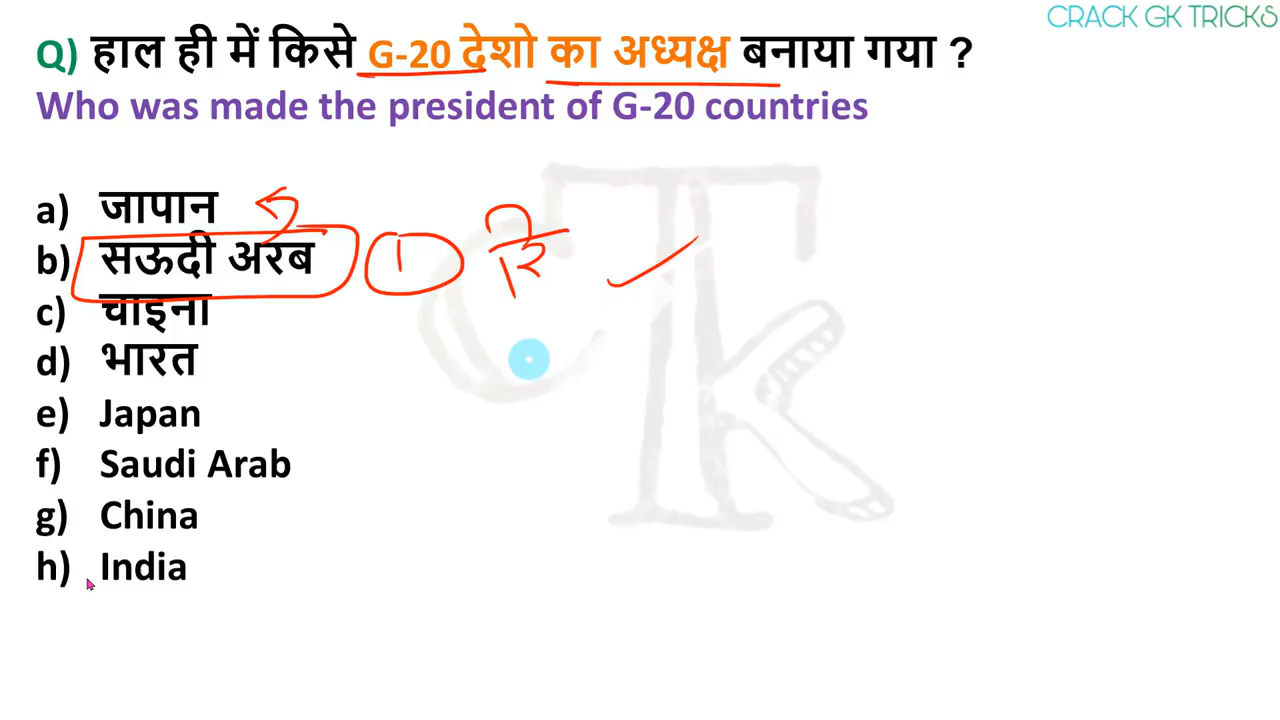 CRACK GK TRICKS
Q) हाल ही में किसे G-20 देशो का अध्यक्ष बनाया गया ?
Who was made the president of G-20 countries
a) जापान
b) सऊदी अरब
c) चाइना
d) भारत
e) Japan
f) Saudi Arab
g) China
h) India